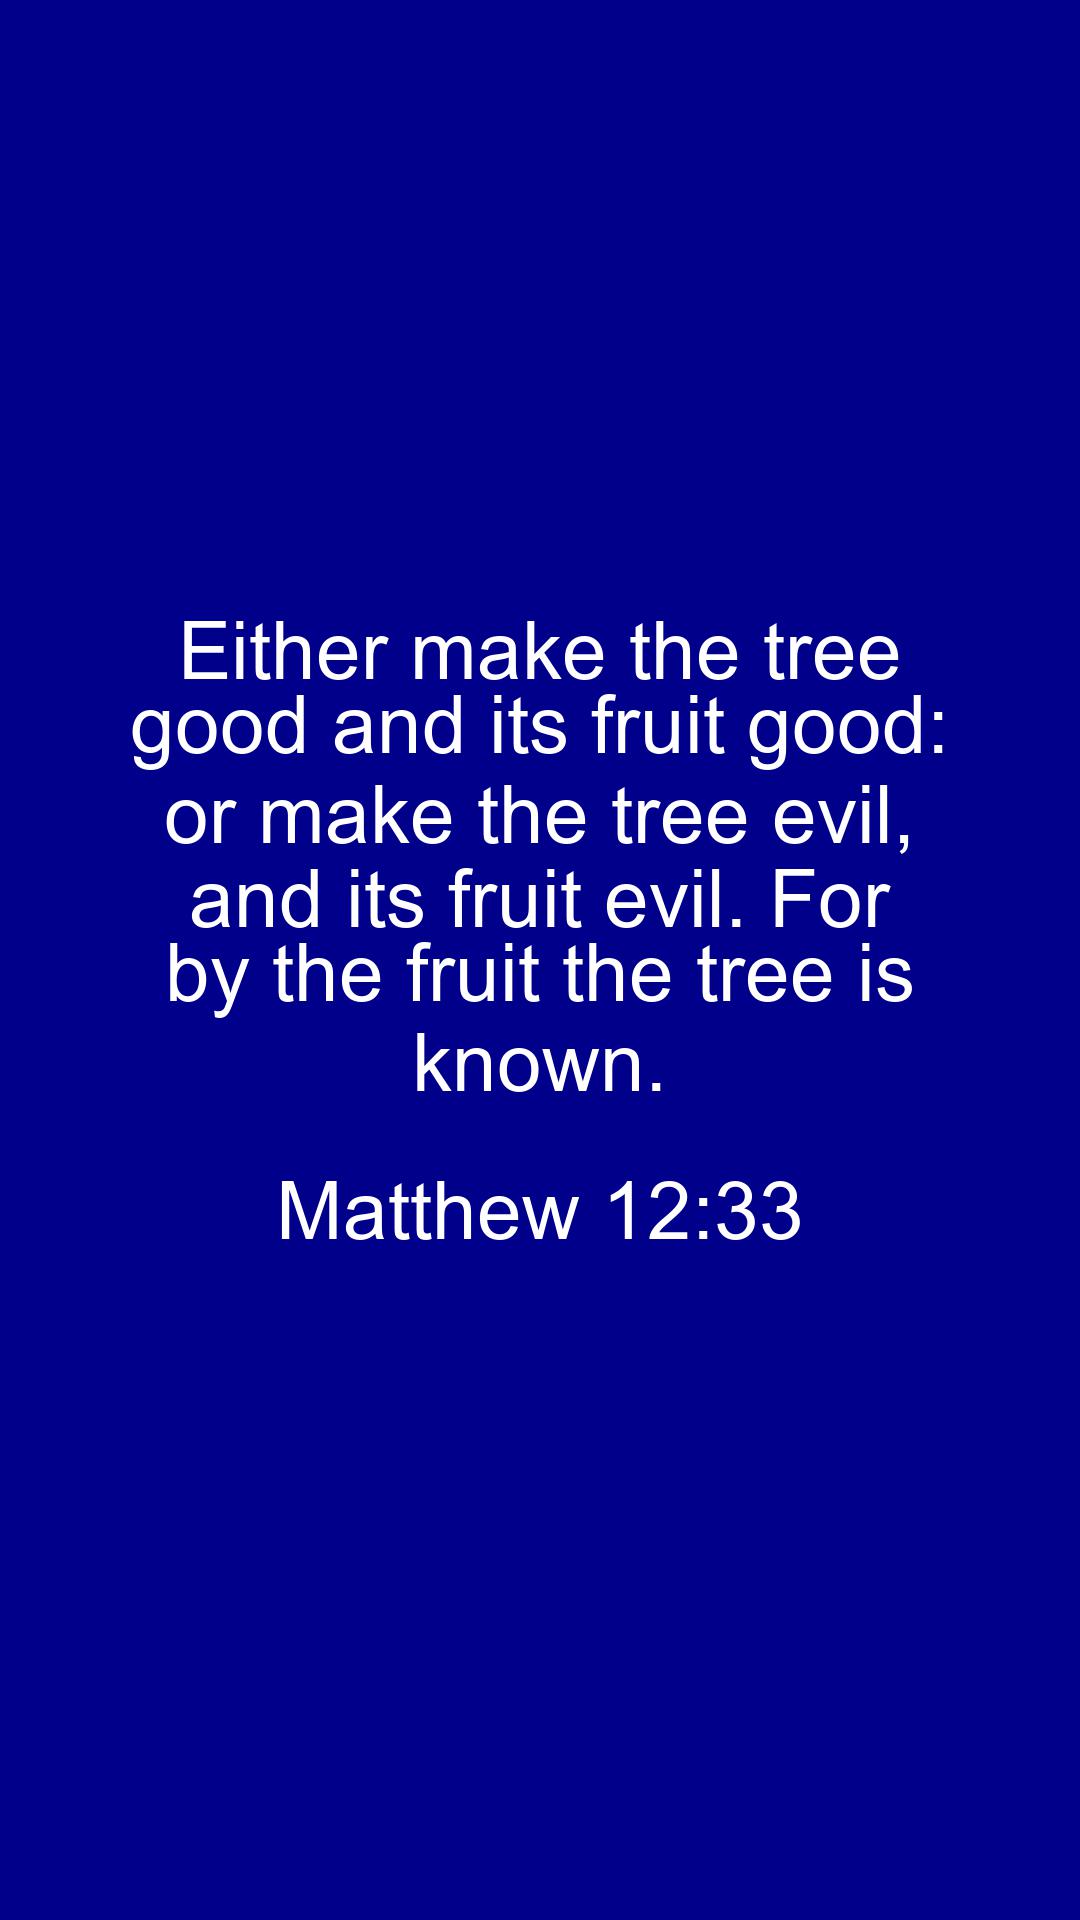 Either make the tree
good and its fruit good:
or make the tree evil,
and its fruit evil. For
by the fruit the tree is
known.
Matthew 12:33